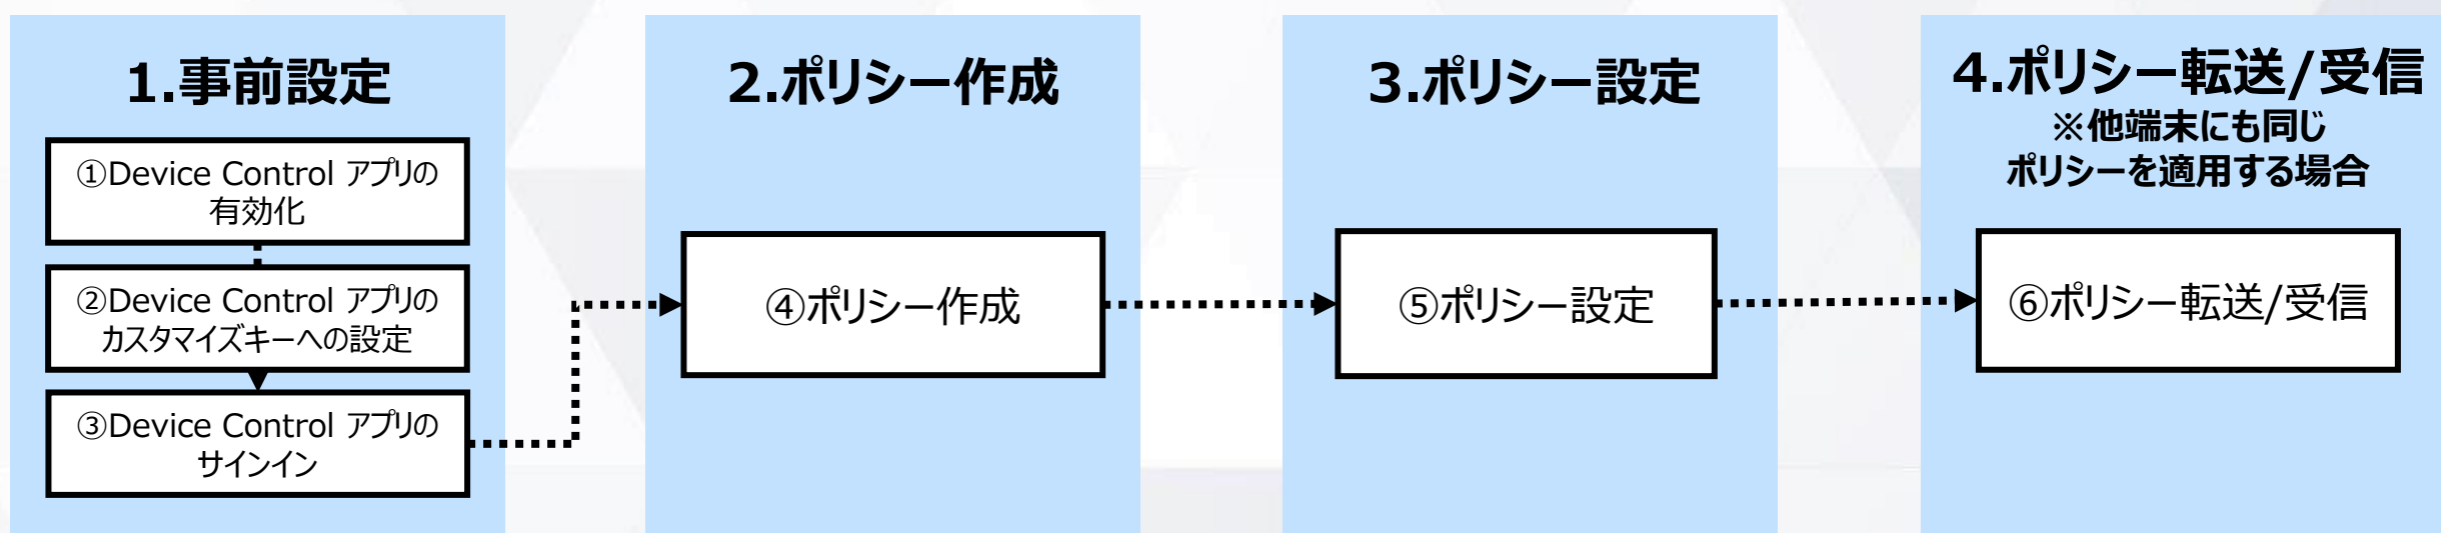 1.事前設定
①Device Control アプリの
有効化
②Device Control アプリの
カスタマイズキーへの設定
③Device Control アプリの
サインイン
2.ポリシー作成
④ポリシー作成
3.ポリシー設定
⑤ポリシー設定
4.ポリシー転送/受信
※他端末にも同じ
ポリシーを適用する場合
⑥ポリシー転送/受信